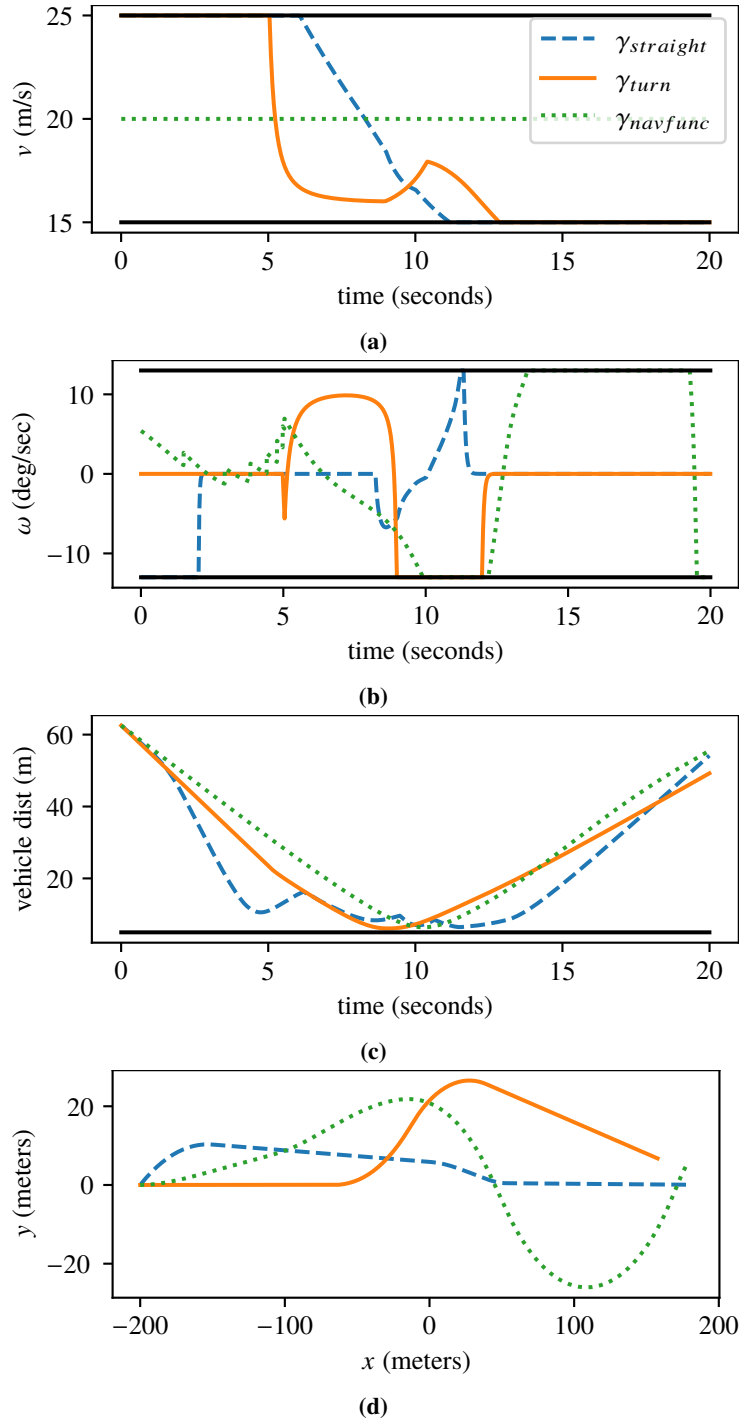 25
20
15
v (m/s)
γstraight
γturn
γnavfunc
0 5 10 15 20
time (seconds)
(a)
10
0
−10
ω (deg/sec)
0 5 10 15 20
time (seconds)
(b)
60
40
20
vehicle dist (m)
0 5 10 15 20
time (seconds)
(c)
20
0
−20
y (meters)
−200 −100 0 100 200
x (meters)
(d)